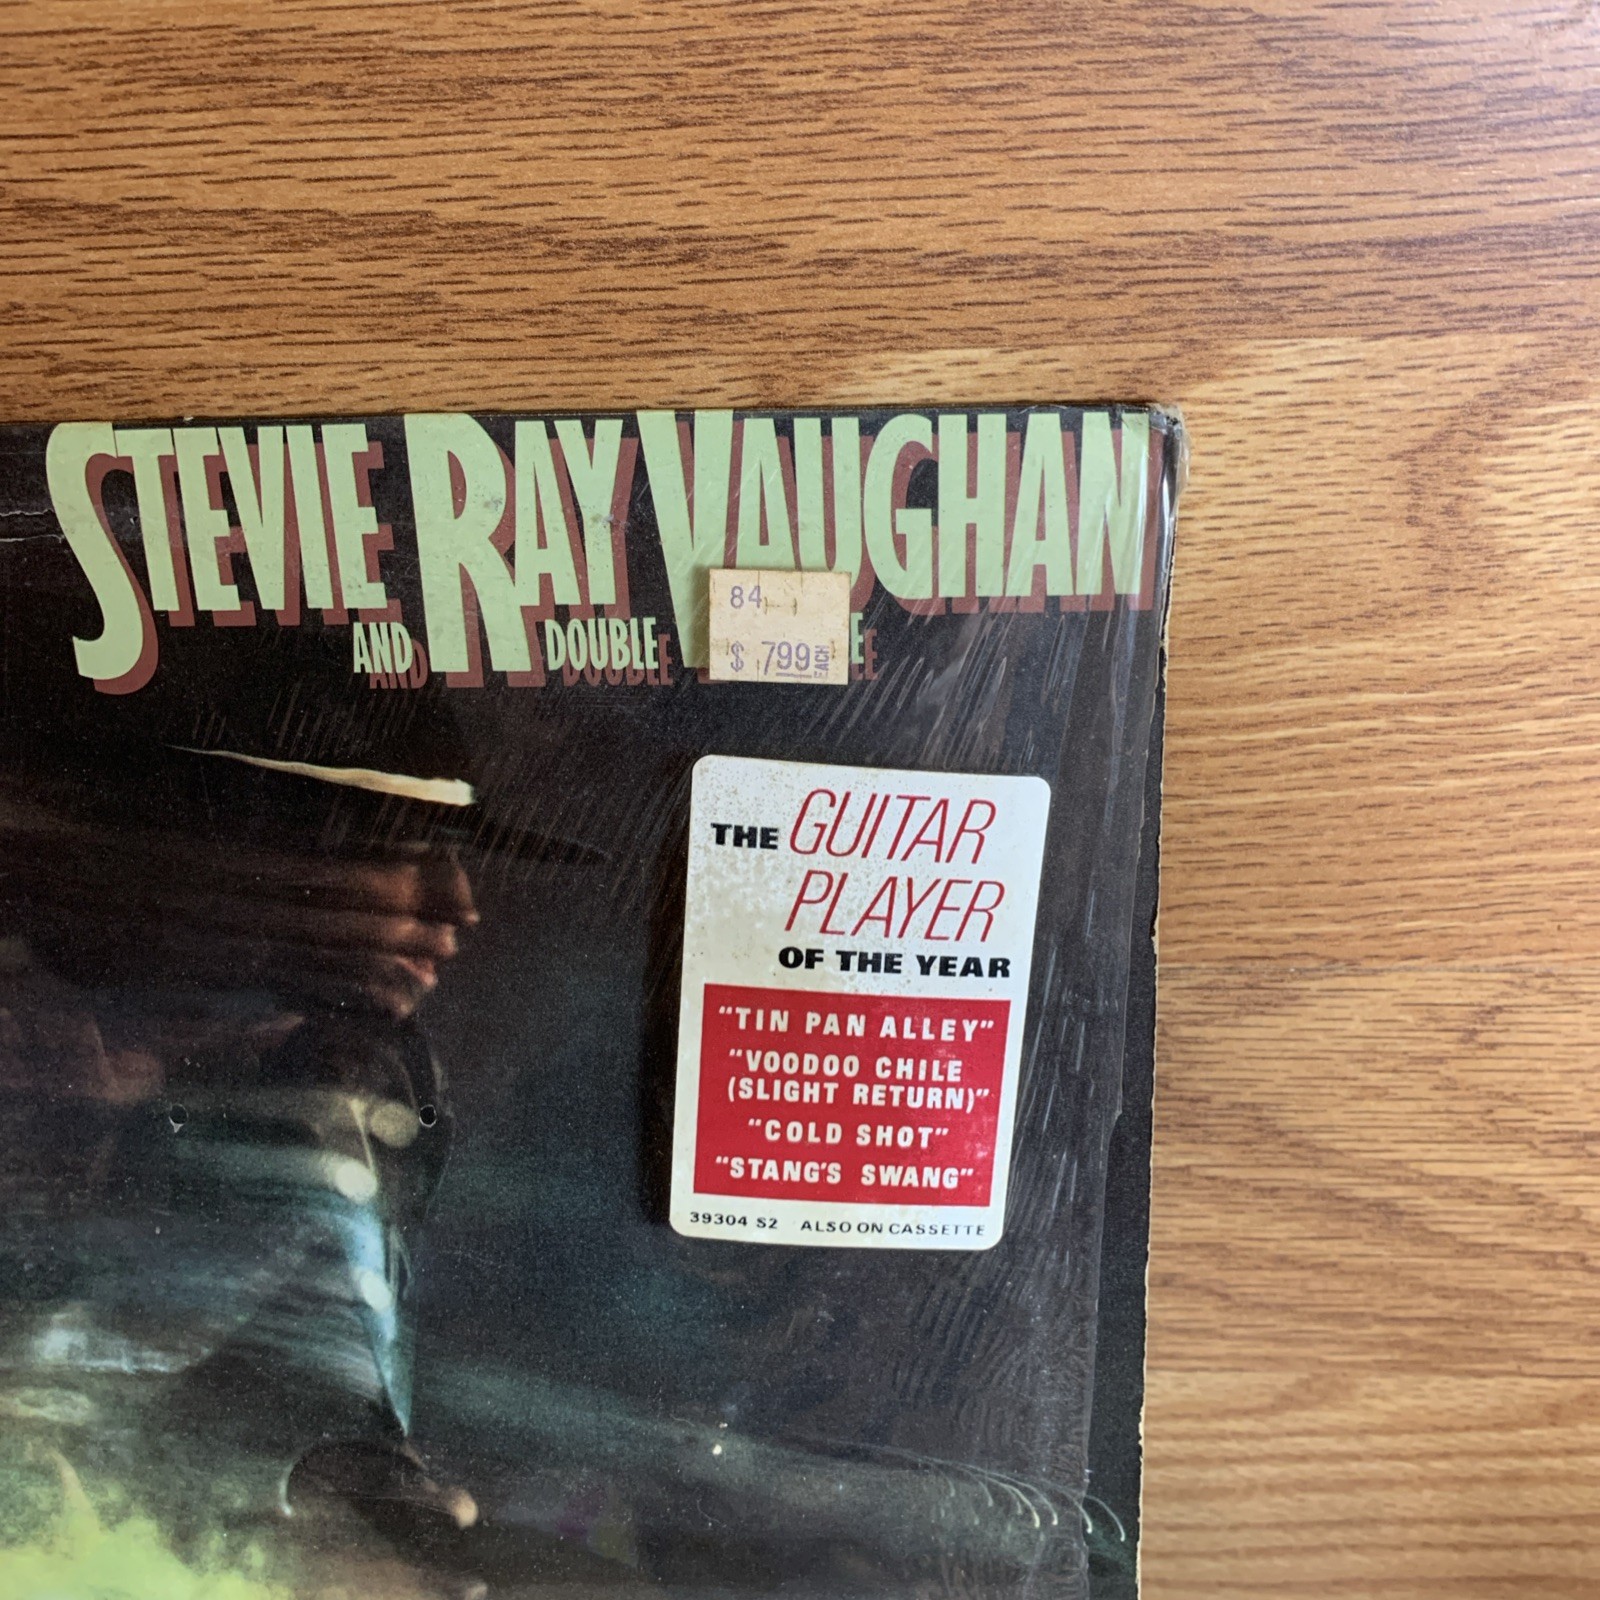 STEVIE RAY VAUGHAN
AND DOUBLE
84
$ 799 EACH
THE GUITAR
PLAYER
OF THE YEAR
"TIN PAN ALLEY"
"VOODOO CHILE
(SLIGHT RETURN)"
"COLD SHOT"
"STANG'S SWANG"
39304 S2 ALSO ON CASSETTE